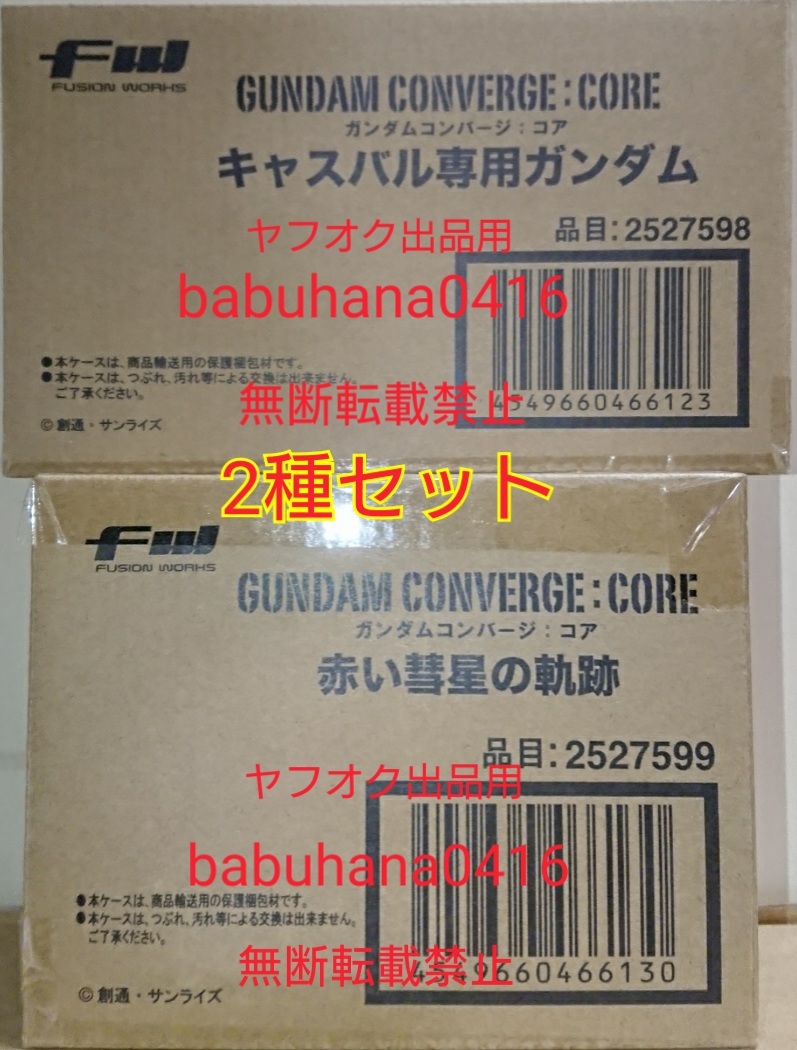 FW
FUSION WORKS
GUNDAM CONVERGE:CORE
ガンダムコンバージ:コア
キャスバル専用ガンダム
ヤフオク出品用
品目:2527598
babuhana0416
●本ケースは、商品輸送用の保護梱包材です。
●本ケースは、つぶれ、汚れ等による交換は出来ません。
ご了承ください。
無断転載禁止
4549660466123
©創通・サンライズ
2種セット
FW
FUSION WORKS
GUNDAM CONVERGE:CORE
ガンダムコンバージ:コア
赤い彗星の軌跡
品目:2527599
ヤフオク出品用
babuhana0416
●本ケースは、商品輸送用の保護梱包材です。
●本ケースは、つぶれ、汚れ等による交換は出来ません。
ご了承ください。
無断転載禁止
4549660466130
©創通・サンライズ